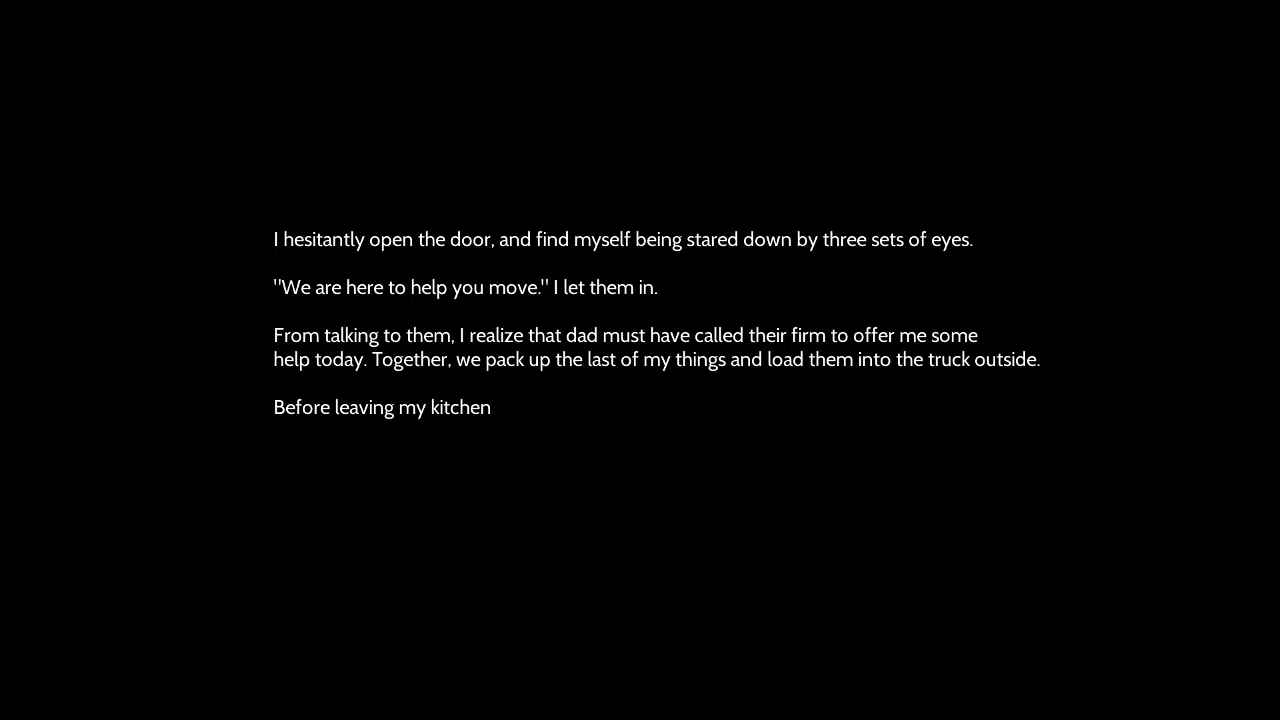 I hesitantly open the door, and find myself being stared down by three sets of eyes.
"We are here to help you move." I let them in.
From talking to them, I realize that dad must have called their firm to offer me some
help today. Together, we pack up the last of my things and load them into the truck outside.
Before leaving my kitchen